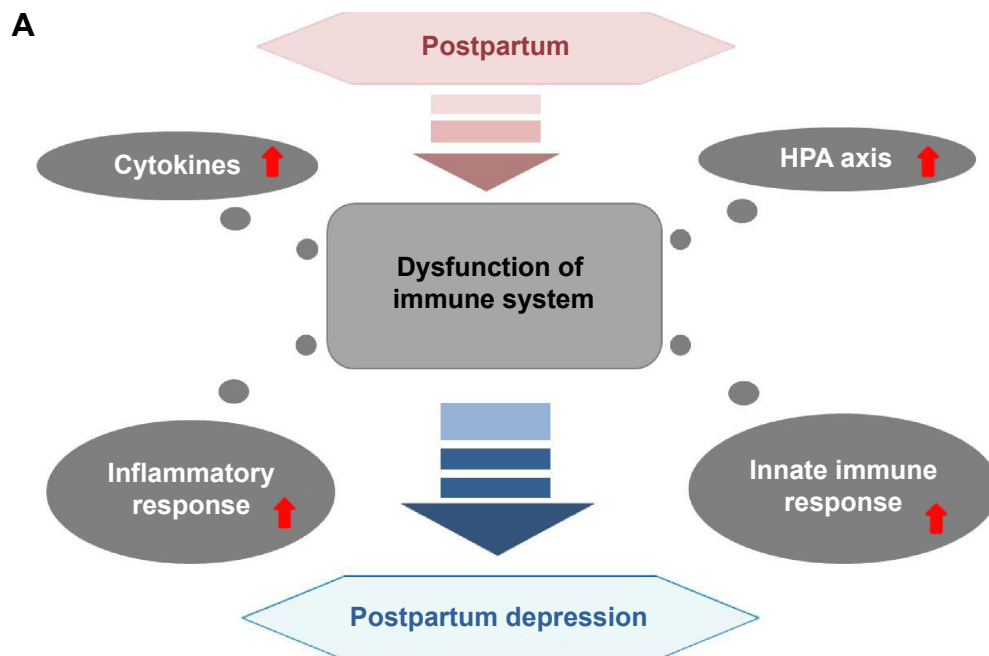 A
Postpartum
Cytokines
HPA axis
Dysfunction of
immune system
Inflammatory
response
Innate immune
response
Postpartum depression